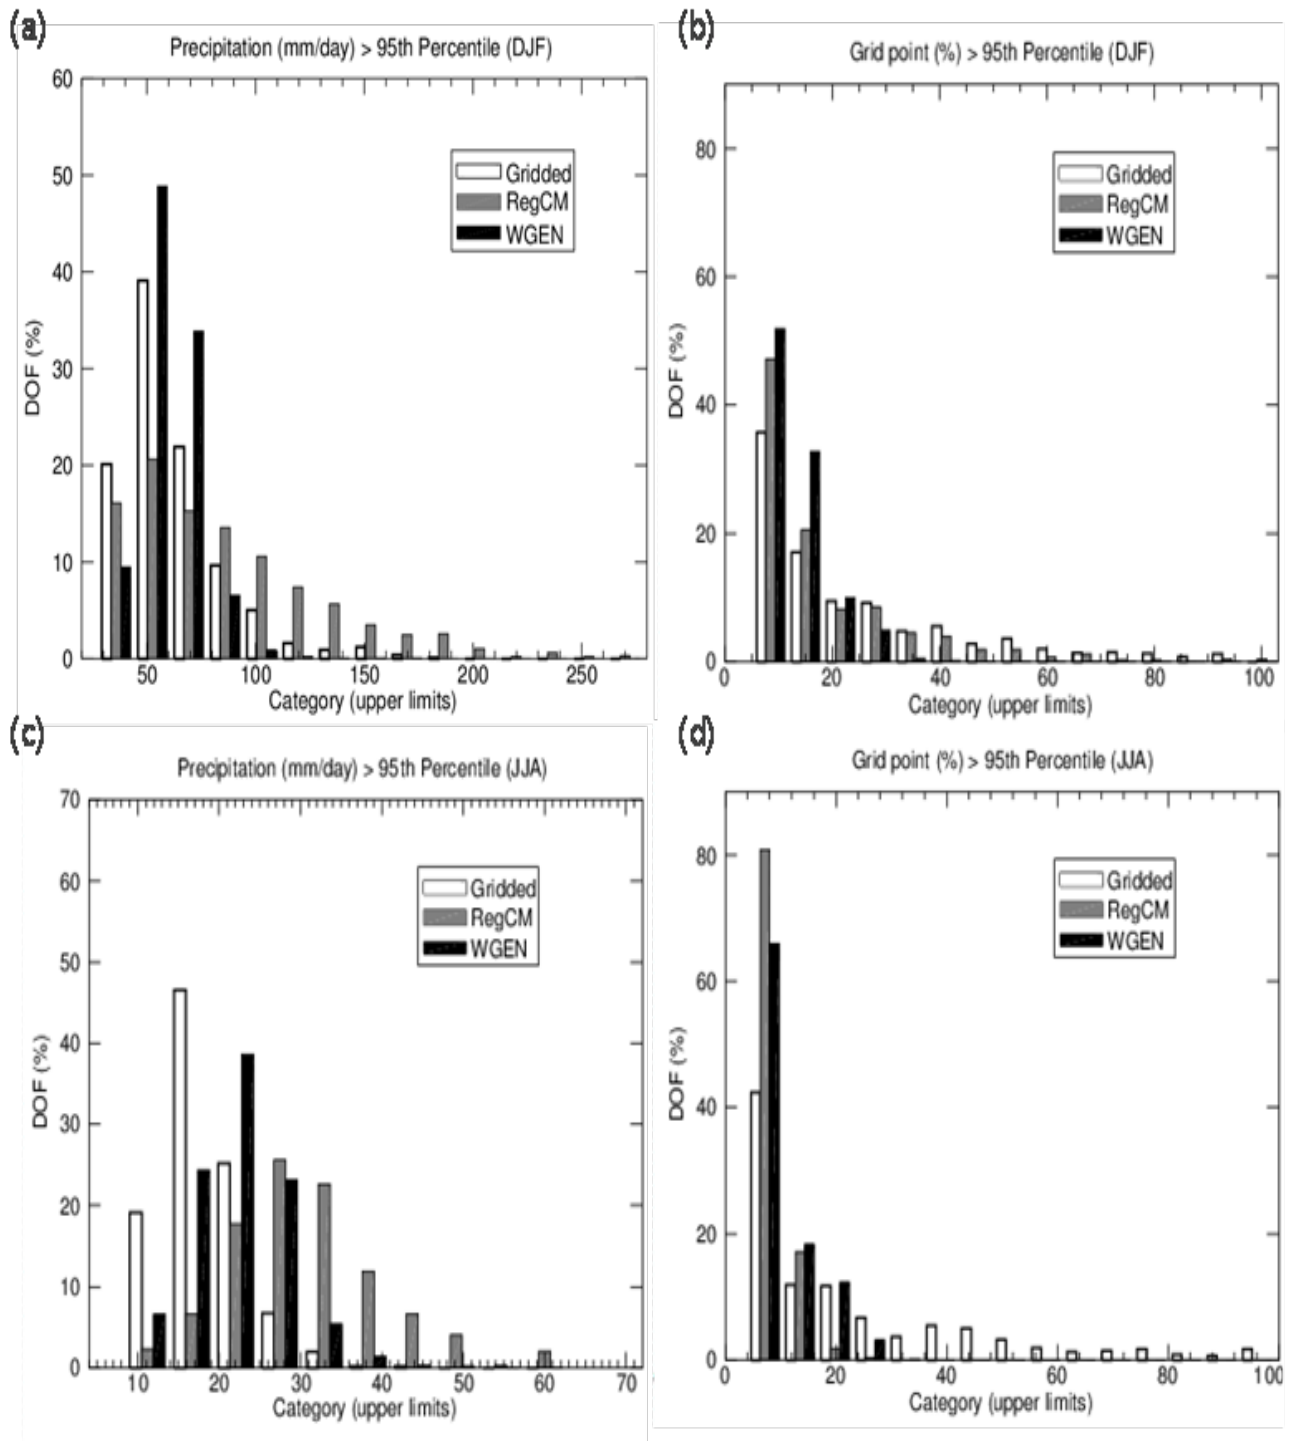 (a)
Precipitation (mm/day) > 95th Percentile (DJF)
60
50
40
30
20
10
0
DOF (%)
Gridded
RegCM
WGEN
50 100 150 200 250
Category (upper limits)
(b)
Grid point (%) > 95th Percentile (DJF)
80
60
40
20
0
DOF (%)
Gridded
RegCM
WGEN
0 20 40 60 80 100
Category (upper limits)
(c)
Precipitation (mm/day) > 95th Percentile (JJA)
70
60
50
40
30
20
10
0
DOF (%)
Gridded
RegCM
WGEN
10 20 30 40 50 60 70
Category (upper limits)
(d)
Grid point (%) > 95th Percentile (JJA)
80
60
40
20
0
DOF (%)
Gridded
RegCM
WGEN
0 20 40 60 80 100
Category (upper limits)